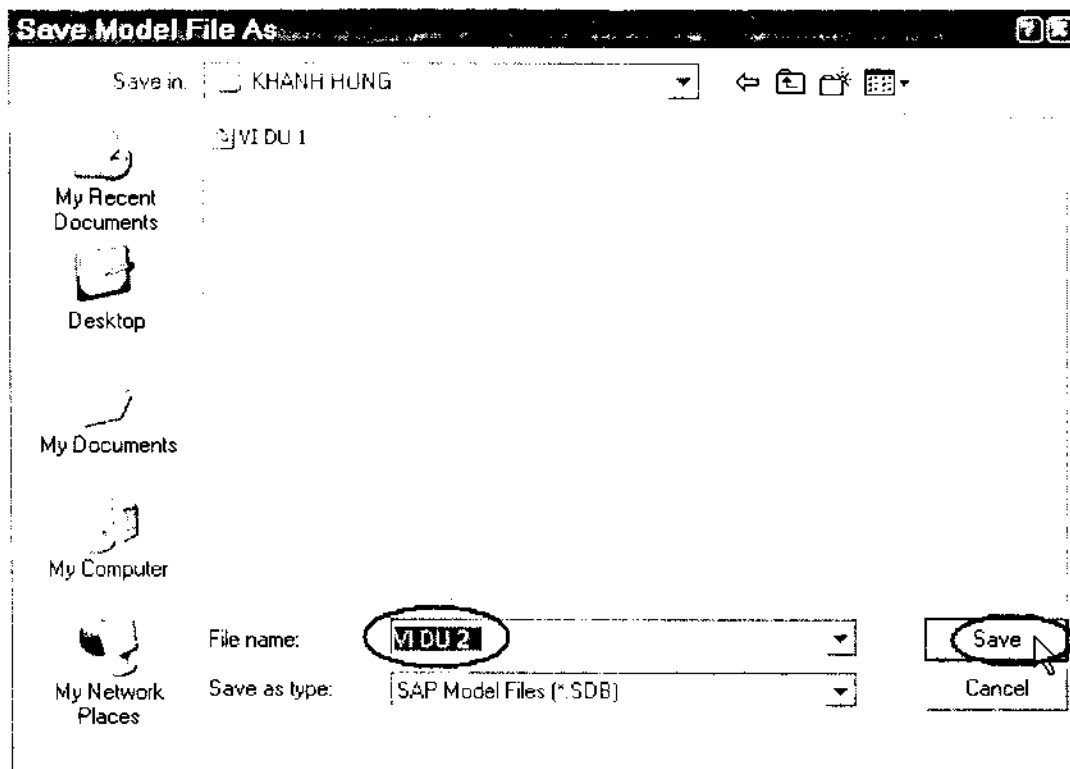 Save Model File As
Save in: KHANH HUNG
VI DU 1
My Recent
Documents
Desktop
My Documents
My Computer
My Network
Places
File name: VI DU 2
Save
Save as type: SAP Model Files (*.SDB)
Cancel